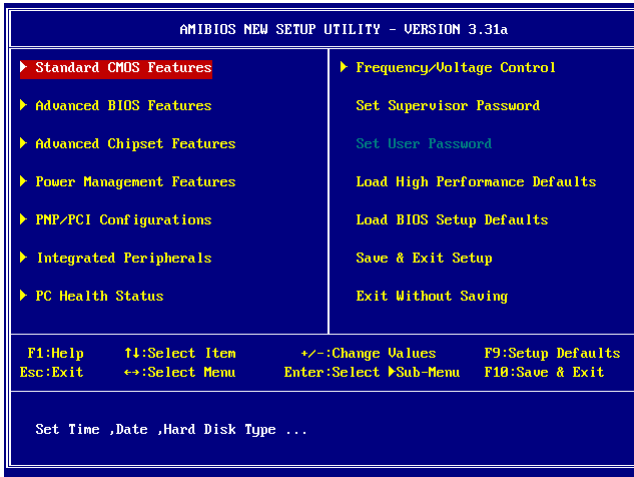 AMIBIOS NEW SETUP UTILITY - VERSION 3.31a
Standard CMOS Features
Advanced BIOS Features
Advanced Chipset Features
Power Management Features
PNP/PCI Configurations
Integrated Peripherals
PC Health Status
Frequency/Voltage Control
Set Supervisor Password
Set User Password
Load High Performance Defaults
Load BIOS Setup Defaults
Save & Exit Setup
Exit Without Saving
F1:Help ↑↓:Select Item +/-:Change Values F9:Setup Defaults
Esc:Exit ↔:Select Menu Enter:Select ▶Sub-Menu F10:Save & Exit
Set Time ,Date ,Hard Disk Type ...